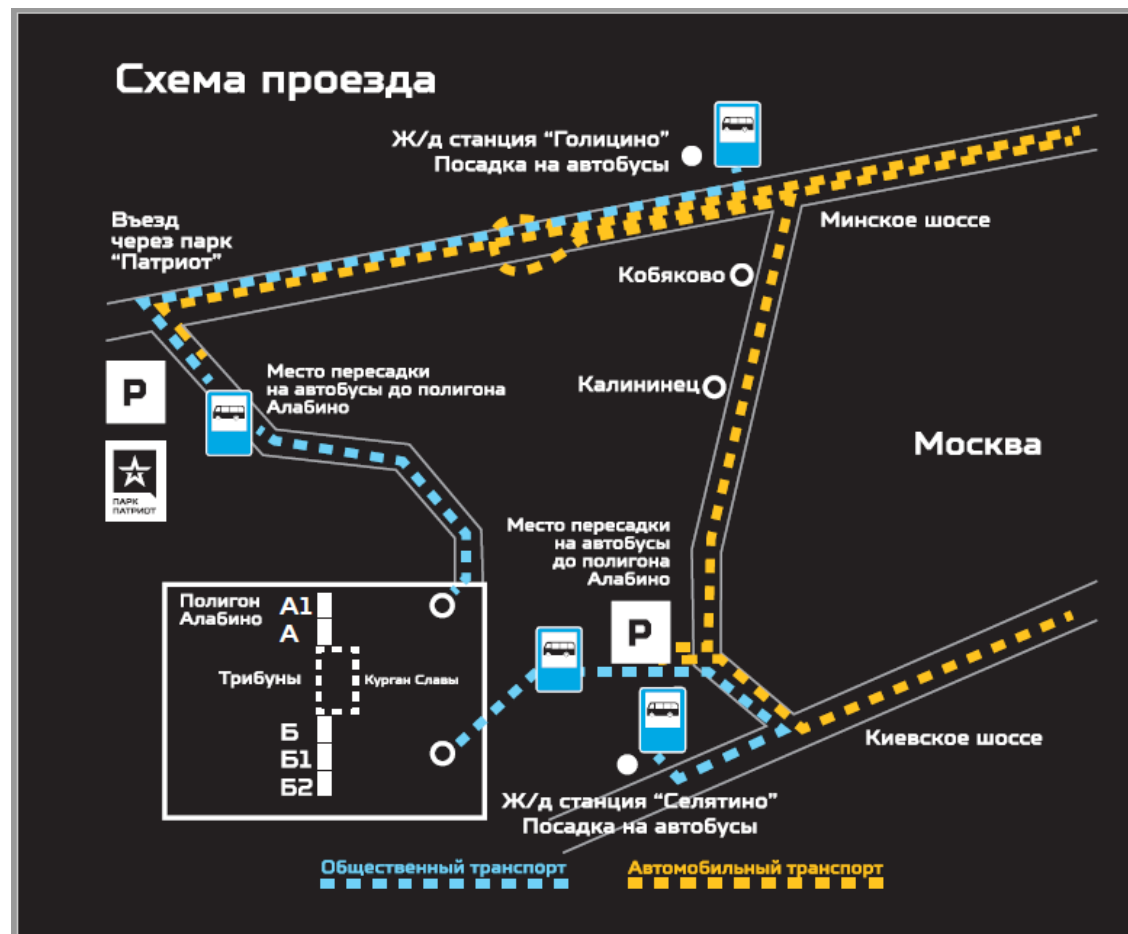 Схема проезда
Ж/д станция “Голицино”
Посадка на автобусы
Въезд
через парк
“Патриот”
Минское шоссе
Кобяково
P
Место пересадки
на автобусы до полигона
Алабино
Калининец
Москва
ПАРК
ПАТРИОТ
Место пересадки
на автобусы
до полигона
Алабино
Полигон
Алабино
А1
А
P
Трибуны
Курган Славы
Б
Б1
Б2
Киевское шоссе
Ж/д станция “Селятино”
Посадка на автобусы
Общественный транспорт
Автомобильный транспорт